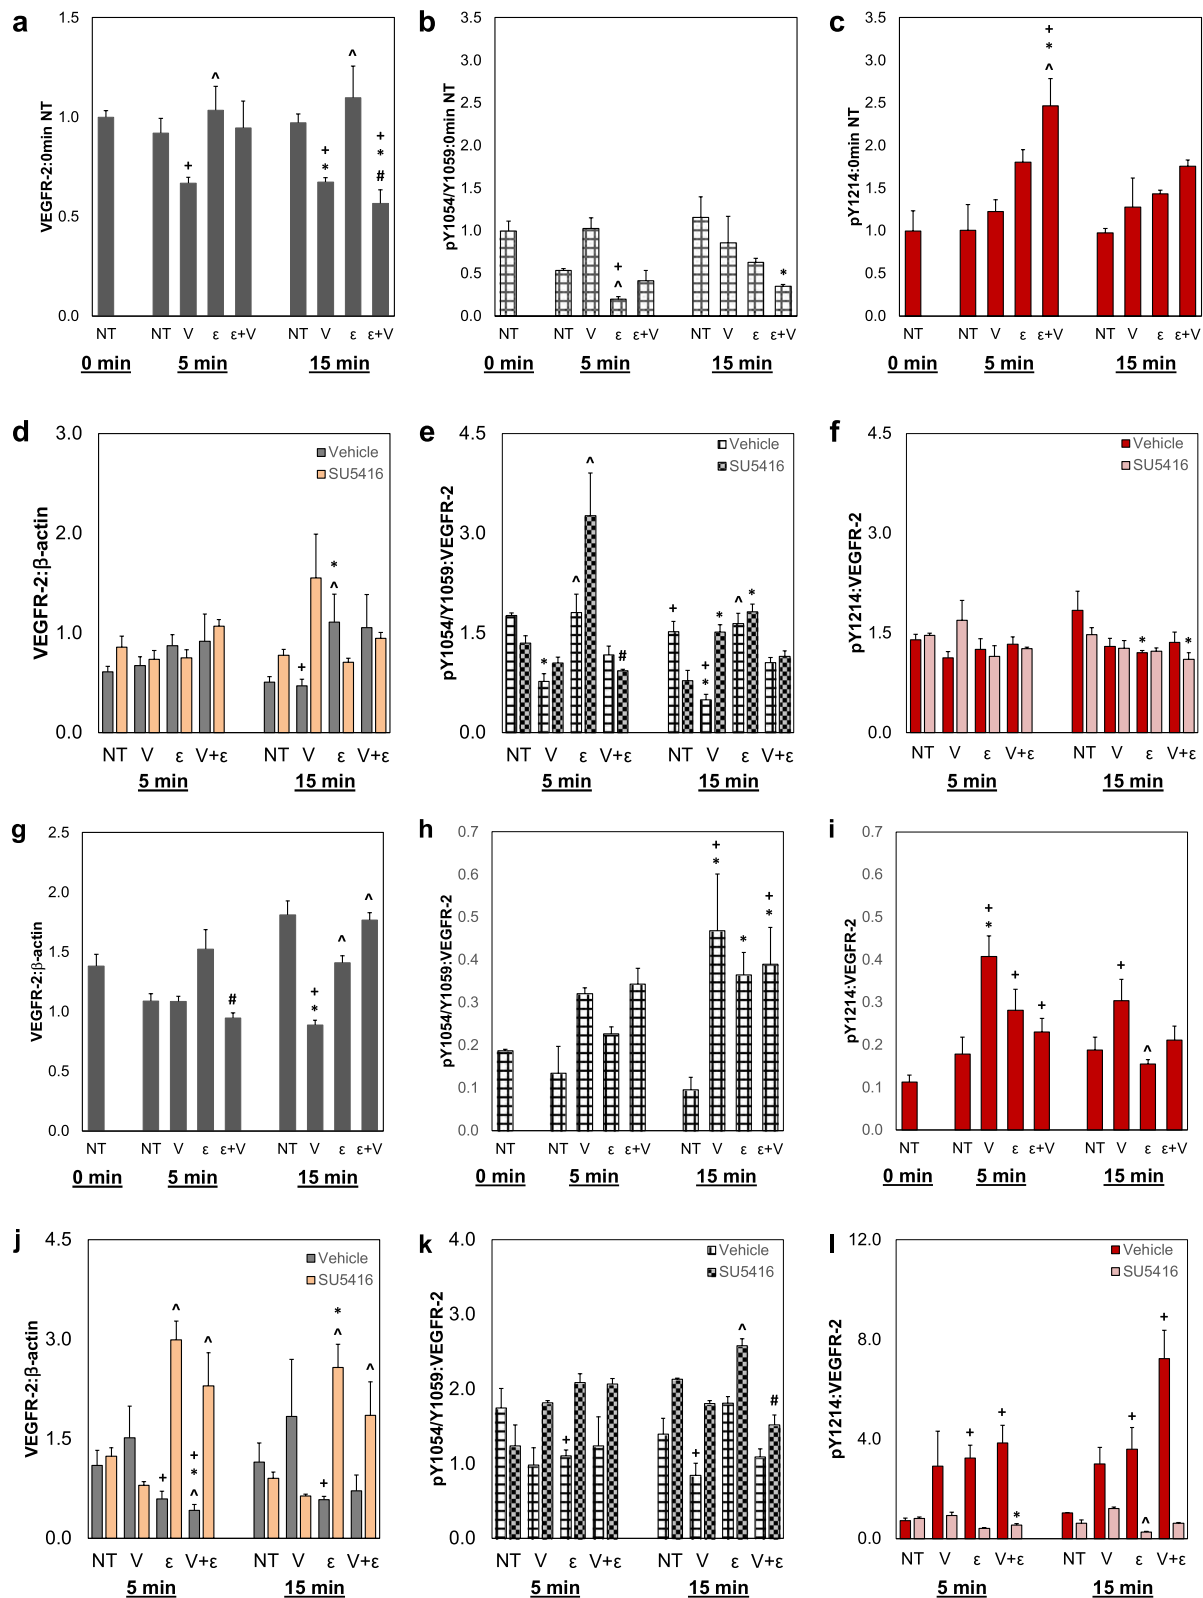 a
VEGFR-2:0min NT
1.5
1.0
0.5
0.0
^
+
^
+
*
+
*
#
NT NT V ε ε+V NT V ε ε+V
0 min 5 min 15 min
b
pY1054/Y1059:0min NT
3.5
3.0
2.5
2.0
1.5
1.0
0.5
0.0
+
^
*
NT NT V ε ε+V NT V ε ε+V
0 min 5 min 15 min
c
pY1214:0min NT
3.5
3.0
2.5
2.0
1.5
1.0
0.5
0.0
+
*
^
NT NT V ε ε+V NT V ε ε+V
0 min 5 min 15 min
d
VEGFR-2:β-actin
3.0
2.0
1.0
0.0
Vehicle
SU5416
+
*
^
NT V ε V+ε NT V ε V+ε
5 min 15 min
e
pY1054/Y1059:VEGFR-2
4.5
3.0
1.5
0.0
Vehicle
SU5416
*
^
^
#
+
+
*
*
^
*
NT V ε V+ε NT V ε V+ε
5 min 15 min
f
pY1214:VEGFR-2
4.5
3.0
1.5
0.0
Vehicle
SU5416
*
*
NT V ε V+ε NT V ε V+ε
5 min 15 min
g
VEGFR-2:β-actin
2.5
2.0
1.5
1.0
0.5
0.0
#
+
*
^
^
NT NT V ε ε+V NT V ε ε+V
0 min 5 min 15 min
h
pY1054/Y1059:VEGFR-2
0.7
0.6
0.5
0.4
0.3
0.2
0.1
0.0
+
*
*
+
*
NT NT V ε ε+V NT V ε ε+V
0 min 5 min 15 min
i
pY1214:VEGFR-2
0.7
0.6
0.5
0.4
0.3
0.2
0.1
0.0
+
*
+
+
+
^
NT NT V ε ε+V NT V ε ε+V
0 min 5 min 15 min
j
VEGFR-2:β-actin
4.5
3.0
1.5
0.0
Vehicle
SU5416
+
^
+
*
^
^
+
*
^
^
NT V ε V+ε NT V ε V+ε
5 min 15 min
k
pY1054/Y1059:VEGFR-2
4.0
3.0
2.0
1.0
0.0
Vehicle
SU5416
+
+
^
#
NT V ε V+ε NT V ε V+ε
5 min 15 min
l
pY1214:VEGFR-2
12.0
8.0
4.0
0.0
Vehicle
SU5416
+
+
*
+
^
+
NT V ε V+ε NT V ε V+ε
5 min 15 min